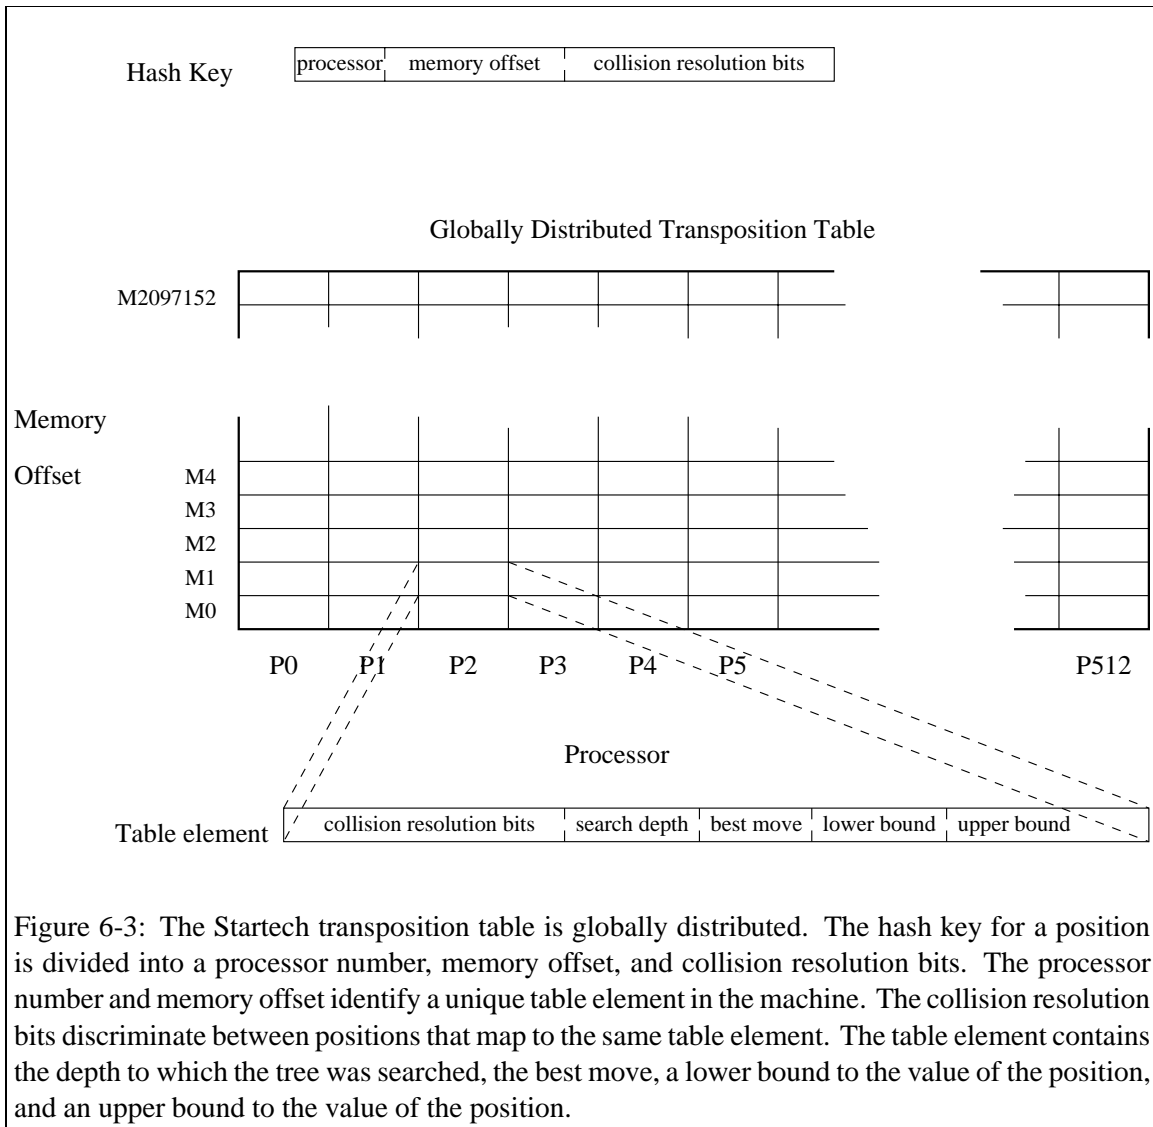 Hash Key
processor memory offset collision resolution bits
Globally Distributed Transposition Table
M2097152
Memory
Offset
M4
M3
M2
M1
M0
P0 P1 P2 P3 P4 P5 P512
Processor
Table element
collision resolution bits search depth best move lower bound upper bound
Figure 6-3: The Startech transposition table is globally distributed. The hash key for a position
is divided into a processor number, memory offset, and collision resolution bits. The processor
number and memory offset identify a unique table element in the machine. The collision resolution
bits discriminate between positions that map to the same table element. The table element contains
the depth to which the tree was searched, the best move, a lower bound to the value of the position,
and an upper bound to the value of the position.